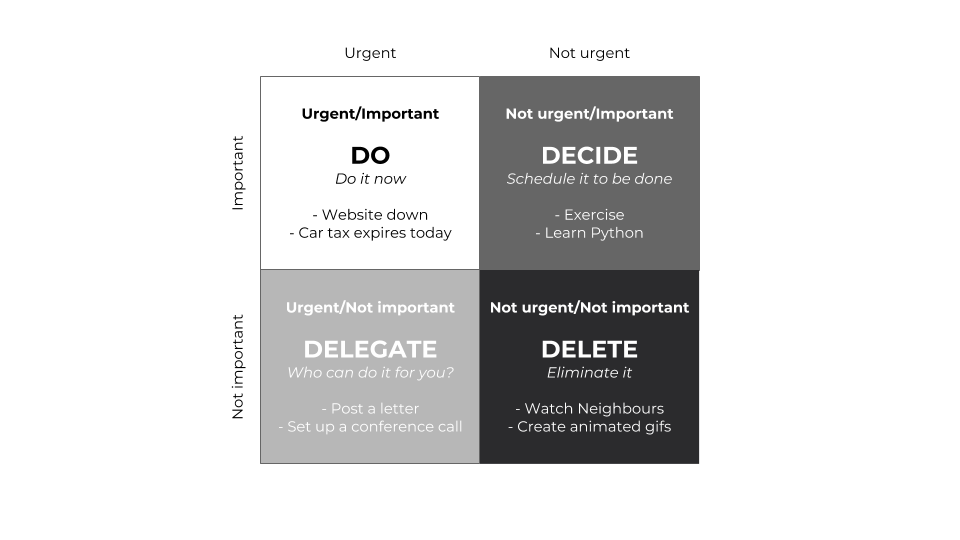 Urgent
Not urgent
Important
Urgent/Important
DO
Do it now
- Website down
- Car tax expires today
Not urgent/Important
DECIDE
Schedule it to be done
- Exercise
- Learn Python
Not important
Urgent/Not important
DELEGATE
Who can do it for you?
- Post a letter
- Set up a conference call
Not urgent/Not important
DELETE
Eliminate it
- Watch Neighbours
- Create animated gifs